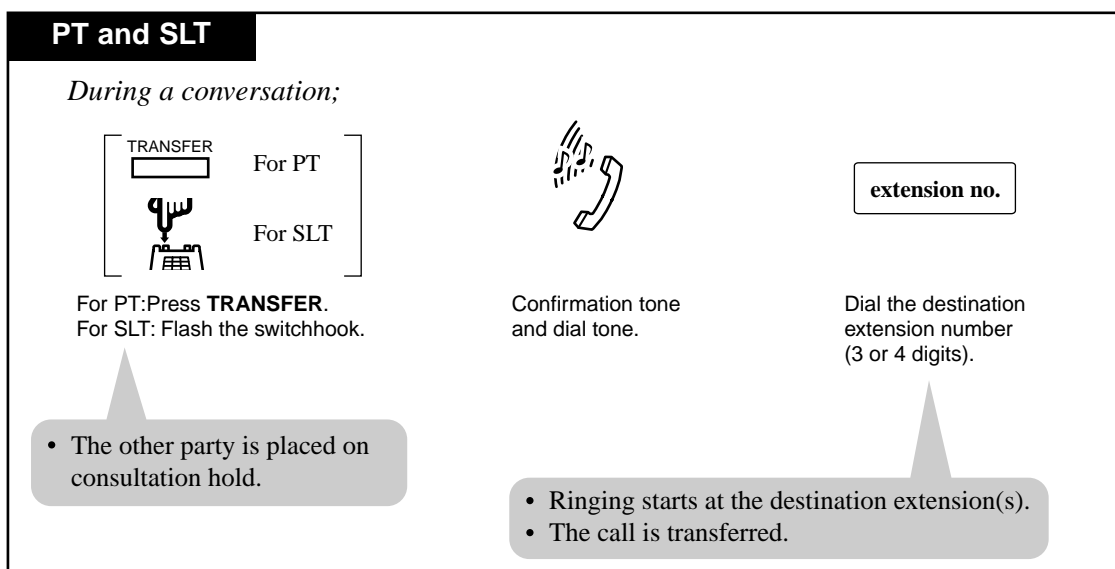 PT and SLT
During a conversation;
TRANSFER
For PT
For SLT
extension no.
For PT:Press TRANSFER.
For SLT: Flash the switchhook.
Confirmation tone
and dial tone.
Dial the destination
extension number
(3 or 4 digits).
• The other party is placed on
consultation hold.
• Ringing starts at the destination extension(s).
• The call is transferred.